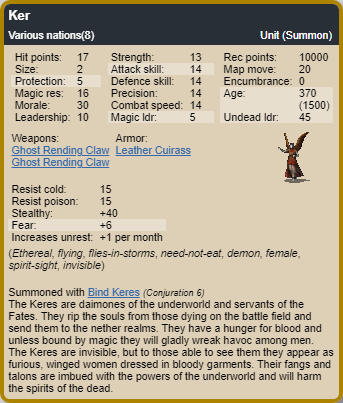 Ker
Various nations(8) Unit (Summon)
Hit points: 17 Strength: 13 Rec points: 10000
Size: 2 Attack skill: 14 Map move: 20
Protection: 5 Defence skill: 14 Encumbrance: 0
Magic res: 16 Precision: 14 Age: 370
Morale: 30 Combat speed: 14 (1500)
Leadership: 10 Magic ldr: 5 Undead ldr: 45
Weapons: Armor:
Ghost Rending Claw Leather Cuirass
Ghost Rending Claw
Resist cold: 15
Resist poison: 15
Stealthy: +40
Fear: +6
Increases unrest: +1 per month
(Ethereal, flying, flies-in-storms, need-not-eat, demon, female,
spirit-sight, invisible)
Summoned with Bind Keres (Conjuration 6)
The Keres are daimones of the underworld and servants of the
Fates. They rip the souls from those dying on the battle field and
send them to the nether realms. They have a hunger for blood and
unless bound by magic they will gladly wreak havoc among men.
The Keres are invisible, but to those able to see them they appear as
furious, winged women dressed in bloody garments. Their fangs and
talons are imbued with the powers of the underworld and will harm
the spirits of the dead.